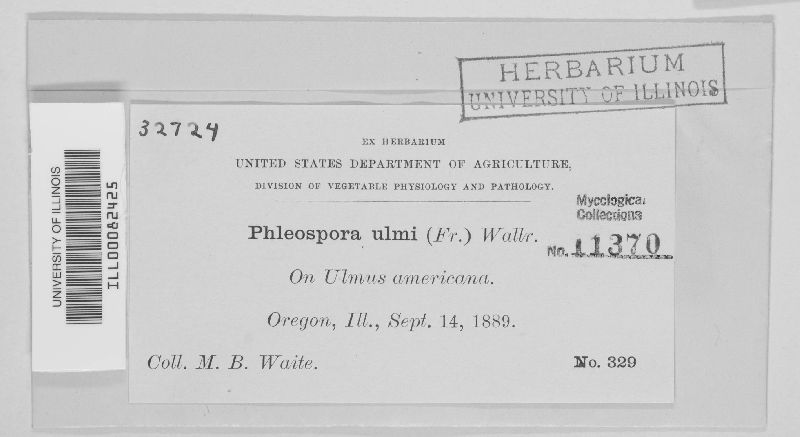 HERBARIUM
UNIVERSITY OF ILLINOIS
32724
EX HERBARIUM
UNITED STATES DEPARTMENT OF AGRICULTURE,
DIVISION OF VEGETABLE PHYSIOLOGY AND PATHOLOGY.
Mycological
Collections
No. 11370
Phleospora ulmi (Fr.) Wallr.
On Ulmus americana.
Oregon, Ill., Sept. 14, 1889.
Coll. M. B. Waite.
No. 329
UNIVERSITY OF ILLINOIS
ILL00082425